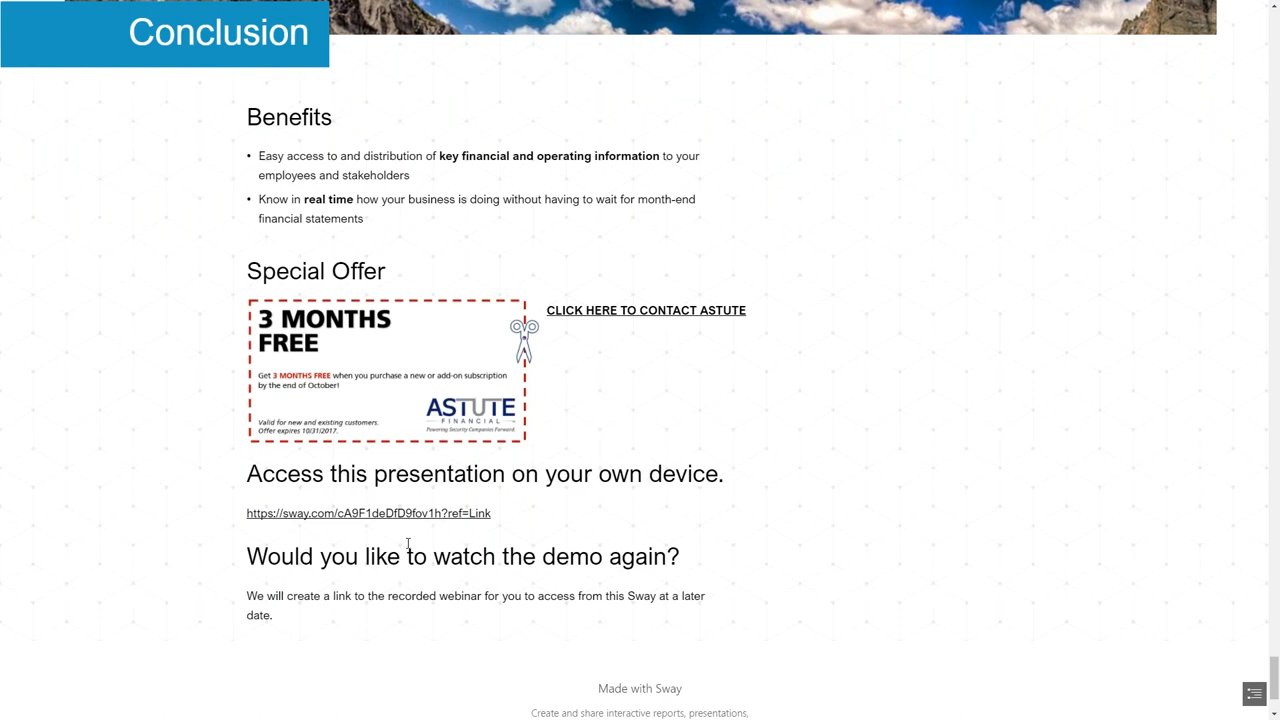 Conclusion
Benefits
• Easy access to and distribution of key financial and operating information to your
employees and stakeholders
• Know in real time how your business is doing without having to wait for month-end
financial statements
Special Offer
3 MONTHS
FREE
CLICK HERE TO CONTACT ASTUTE
Get 3 MONTHS FREE when you purchase a new or add-on subscription
by the end of October!
ASTUTE
FINANCIAL
Powering Security Companies Forward.
Valid for new and existing customers.
Offer expires 10/31/2017.
Access this presentation on your own device.
https://sway.com/cA9F1deDfD9fov1h?ref=Link
Would you like to watch the demo again?
We will create a link to the recorded webinar for you to access from this Sway at a later
date.
Made with Sway
Create and share interactive reports, presentations,